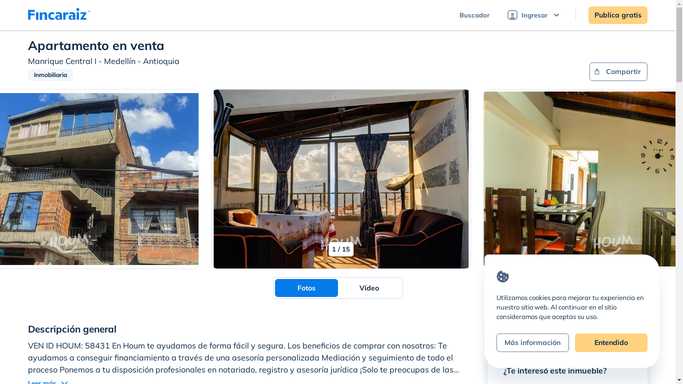 Fincaraiz
Buscador
Ingresar
Publica gratis
Apartamento en venta
Manrique Central I - Medellín - Antioquia
Inmobiliaria
Compartir
HOUM
HOUM
HOUM
1 / 15
Fotos
Video
Descripción general
VEN ID HOUM: 58431 En Houm te ayudamos de forma fácil y segura. Los beneficios de comprar con nosotros: Te
ayudamos a conseguir financiamiento a través de una asesoría personalizada Mediación y seguimiento de todo el
proceso Ponemos a tu disposición profesionales en notariado, registro y asesoría jurídica ¡Solo te preocupas de las...
Leer más
Utilizamos cookies para mejorar tu experiencia en
nuestro sitio web. Al continuar en el sitio
consideramos que aceptas su uso.
Más información
Entendido
¿Te interesó este inmueble?